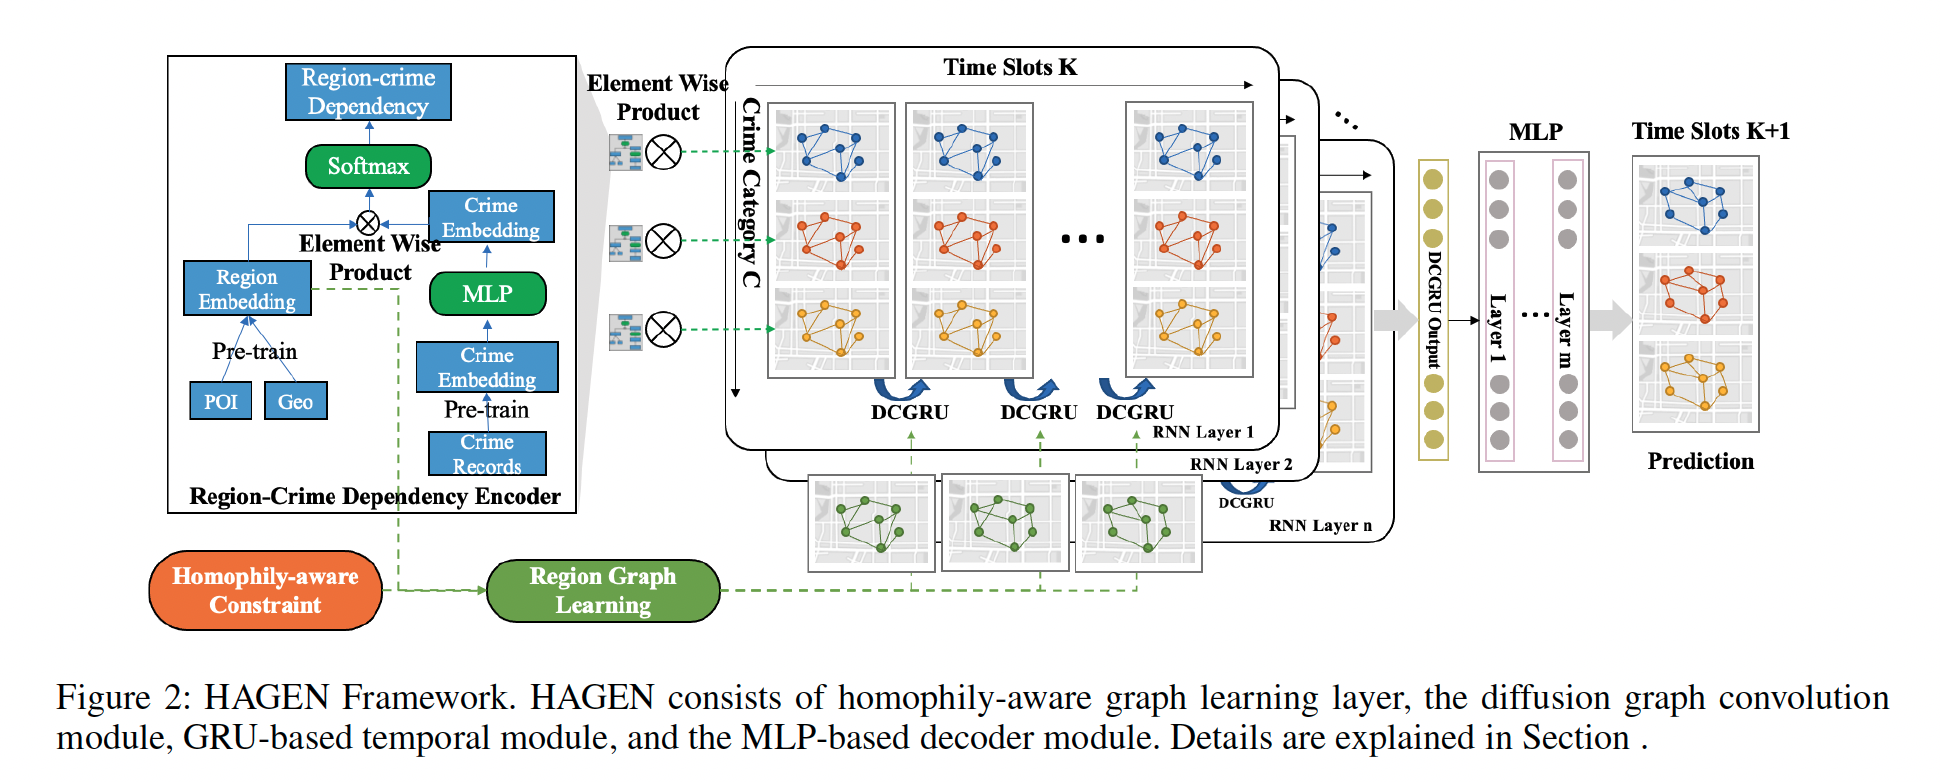 Region-crime
Dependency
Softmax
Crime
Embedding
Element Wise
Product
Region
Embedding
MLP
Pre-train
Crime
Embedding
POI
Geo
Pre-train
Crime
Records
Region-Crime Dependency Encoder
Homophily-aware
Constraint
Region Graph
Learning
Element Wise
Product
Time Slots K
Crime Category C
DCGRU
DCGRU
DCGRU
RNN Layer 1
RNN Layer 2
DCGRU
RNN Layer n
DCGRU Output
MLP
Layer 1
Layer m
Time Slots K+1
Prediction
Figure 2: HAGEN Framework. HAGEN consists of homophily-aware graph learning layer, the diffusion graph convolution
module, GRU-based temporal module, and the MLP-based decoder module. Details are explained in Section .